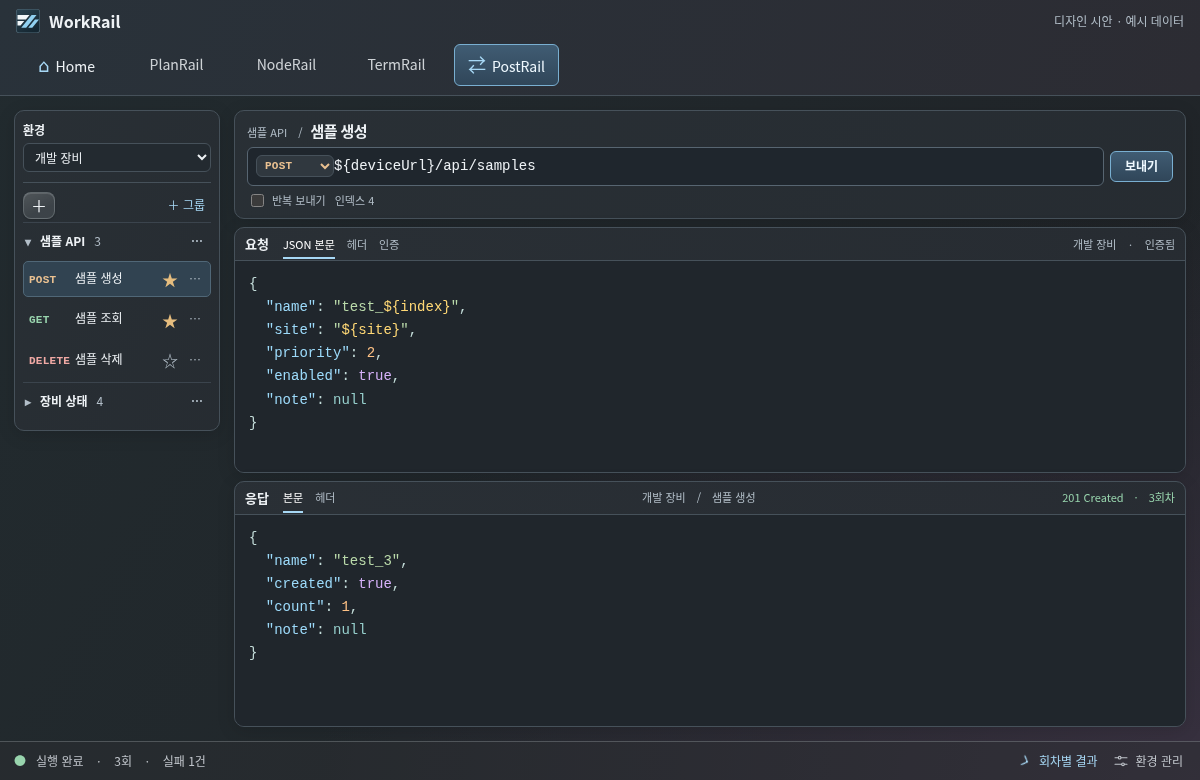 WorkRail
디자인 시안 · 예시 데이터
Home
PlanRail
NodeRail
TermRail
PostRail
환경
개발 장비
+
+ 그룹
▼ 샘플 API 3 ···
POST 샘플 생성 ★ ···
GET 샘플 조회 ★ ···
DELETE 샘플 삭제 ☆ ···
▶ 장비 상태 4 ···
샘플 API / 샘플 생성
POST ${deviceUrl}/api/samples
보내기
반복 보내기 인덱스 4
요청 JSON 본문 헤더 인증
개발 장비 · 인증됨
{
"name": "test_${index}",
"site": "${site}",
"priority": 2,
"enabled": true,
"note": null
}
응답 본문 헤더
개발 장비 / 샘플 생성
201 Created · 3회차
{
"name": "test_3",
"created": true,
"count": 1,
"note": null
}
실행 완료 · 3회 · 실패 1건
회차별 결과
환경 관리